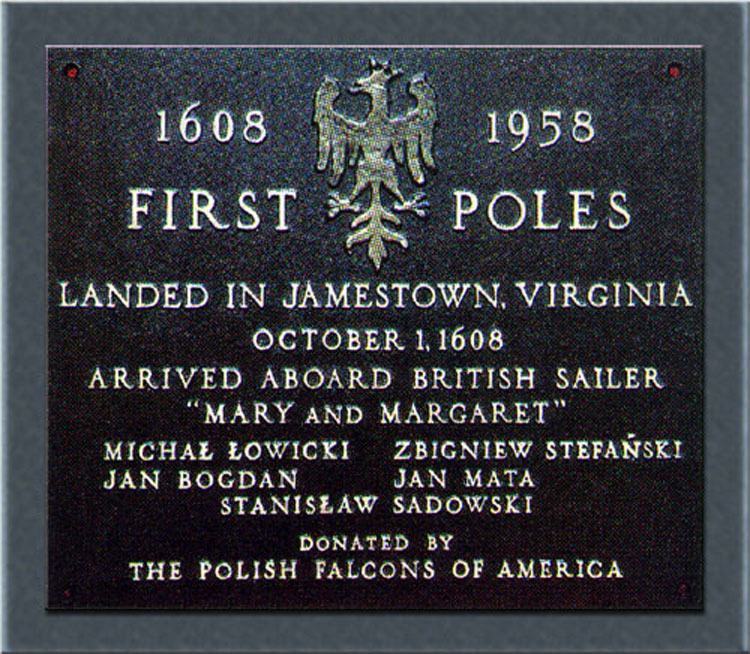 1608 1958
FIRST POLES
LANDED IN JAMESTOWN, VIRGINIA
OCTOBER 1, 1608
ARRIVED ABOARD BRITISH SAILER
"MARY AND MARGARET"
MICHAŁ ŁOWICKI ZBIGNIEW STEFAŃSKI
JAN BOGDAN JAN MATA
STANISŁAW SADOWSKI
DONATED BY
THE POLISH FALCONS OF AMERICA